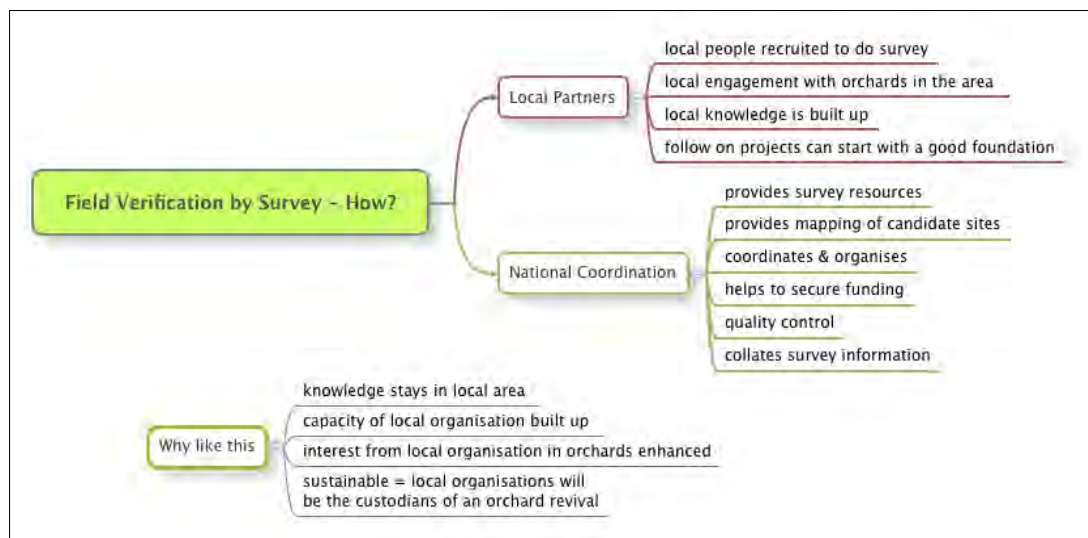 Field Verification by Survey - How?
Local Partners
local people recruited to do survey
local engagement with orchards in the area
local knowledge is built up
follow on projects can start with a good foundation
National Coordination
provides survey resources
provides mapping of candidate sites
coordinates & organises
helps to secure funding
quality control
collates survey information
Why like this
knowledge stays in local area
capacity of local organisation built up
interest from local organisation in orchards enhanced
sustainable = local organisations will
be the custodians of an orchard revival